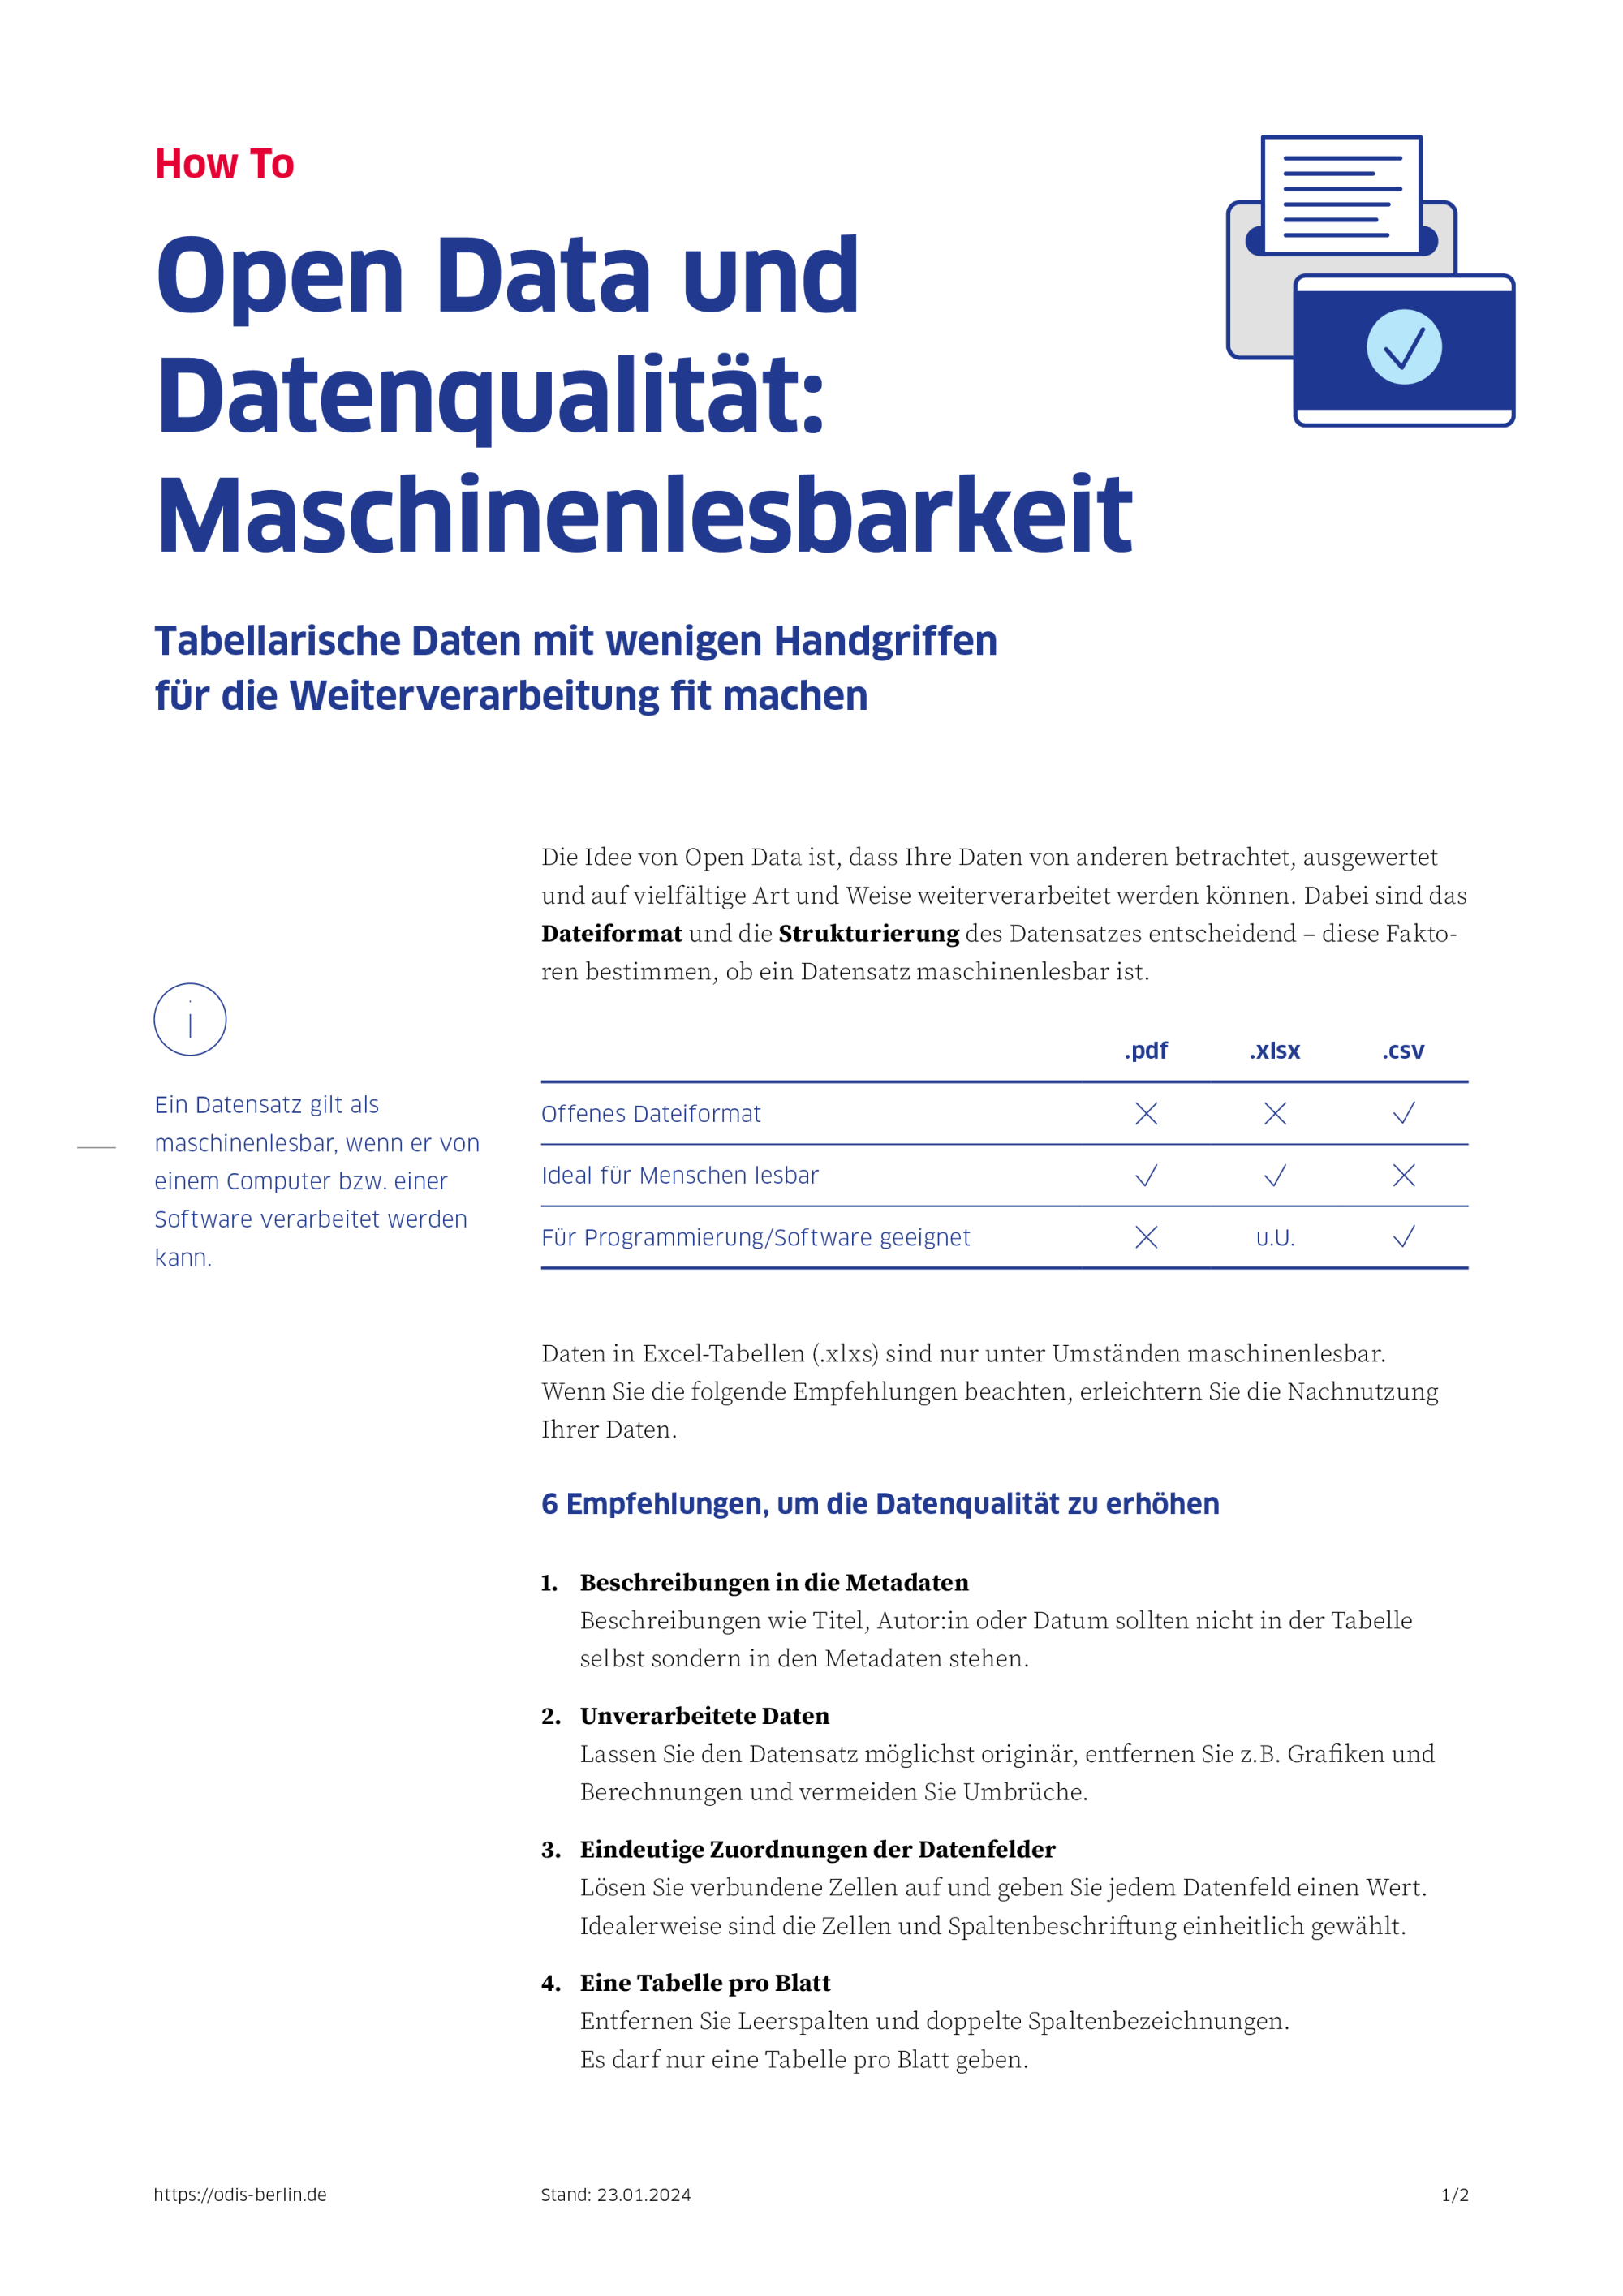 How To
Open Data und
Datenqualität:
Maschinenlesbarkeit
Tabellarische Daten mit wenigen Handgriffen
für die Weiterverarbeitung fit machen
Die Idee von Open Data ist, dass Ihre Daten von anderen betrachtet, ausgewertet
und auf vielfältige Art und Weise weiterverarbeitet werden können. Dabei sind das
Dateiformat und die Strukturierung des Datensatzes entscheidend – diese Fakto-
ren bestimmen, ob ein Datensatz maschinenlesbar ist.
i
Ein Datensatz gilt als
maschinenlesbar, wenn er von
einem Computer bzw. einer
Software verarbeitet werden
kann.
.pdf .xlsx .csv
Offenes Dateiformat ✕ ✕ ✓
Ideal für Menschen lesbar ✓ ✓ ✕
Für Programmierung/Software geeignet ✕ u.U. ✓
Daten in Excel-Tabellen (.xlxs) sind nur unter Umständen maschinenlesbar.
Wenn Sie die folgende Empfehlungen beachten, erleichtern Sie die Nachnutzung
Ihrer Daten.
6 Empfehlungen, um die Datenqualität zu erhöhen
1. Beschreibungen in die Metadaten
Beschreibungen wie Titel, Autor:in oder Datum sollten nicht in der Tabelle
selbst sondern in den Metadaten stehen.
2. Unverarbeitete Daten
Lassen Sie den Datensatz möglichst originär, entfernen Sie z.B. Grafiken und
Berechnungen und vermeiden Sie Umbrüche.
3. Eindeutige Zuordnungen der Datenfelder
Lösen Sie verbundene Zellen auf und geben Sie jedem Datenfeld einen Wert.
Idealerweise sind die Zellen und Spaltenbeschriftung einheitlich gewählt.
4. Eine Tabelle pro Blatt
Entfernen Sie Leerspalten und doppelte Spaltenbezeichnungen.
Es darf nur eine Tabelle pro Blatt geben.
https://odis-berlin.de Stand: 23.01.2024 1/2